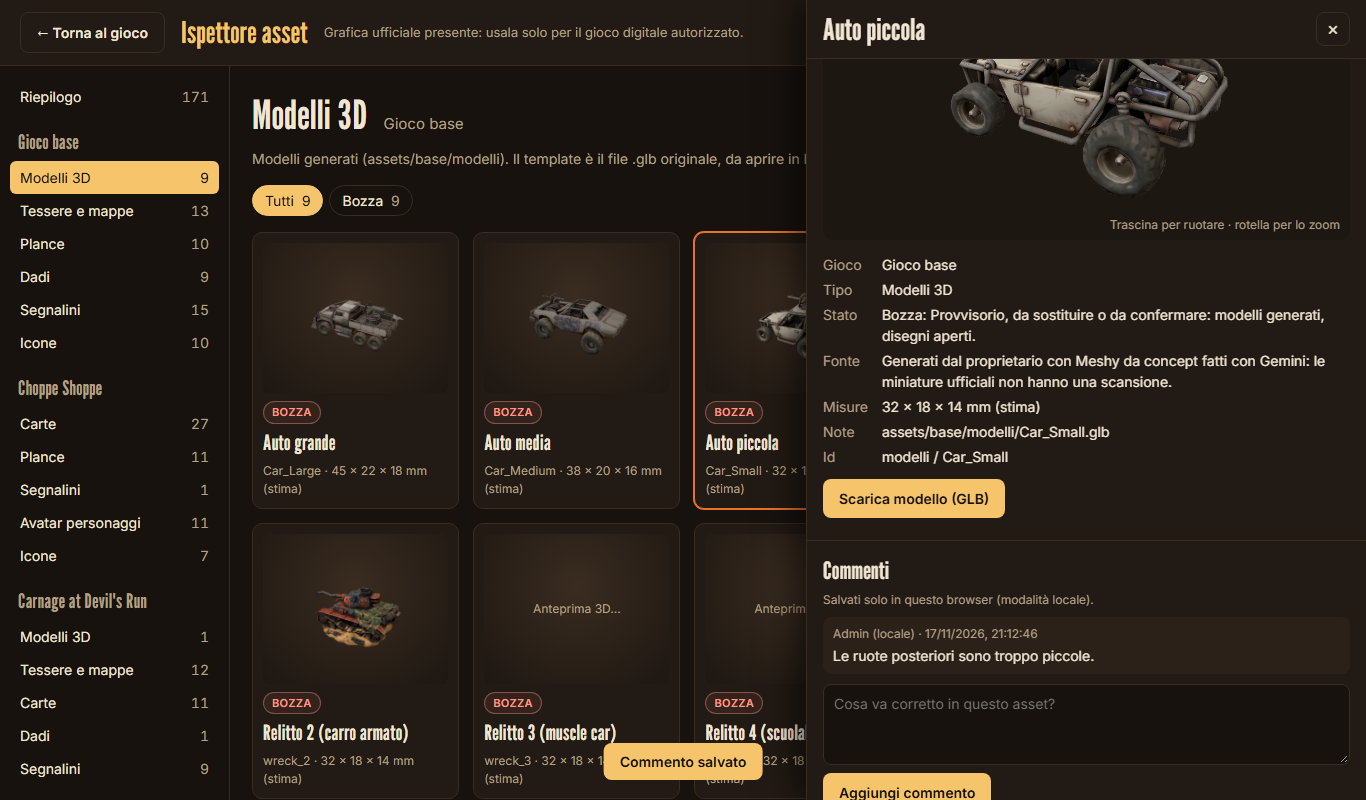 ← Torna al gioco
Ispettore asset
Grafica ufficiale presente: usala solo per il gioco digitale autorizzato.
Riepilogo 171
Gioco base
Modelli 3D 9
Tessere e mappe 13
Plance 10
Dadi 9
Segnalini 15
Icone 10
Choppe Shoppe
Carte 27
Plance 11
Segnalini 1
Avatar personaggi 11
Icone 7
Carnage at Devil's Run
Modelli 3D 1
Tessere e mappe 12
Carte 11
Dadi 1
Segnalini 9
Modelli 3D Gioco base
Modelli generati (assets/base/modelli). Il template è il file .glb originale, da aprire in
Tutti 9
Bozza 9
BOZZA
Auto grande
Car_Large · 45 × 22 × 18 mm
(stima)
BOZZA
Auto media
Car_Medium · 38 × 20 × 16 mm
(stima)
BOZZA
Auto piccola
Car_Small · 32 × 1
(stima)
BOZZA
Relitto 2 (carro armato)
wreck_2 · 32 × 18 × 14 mm
(stima)
Anteprima 3D...
BOZZA
Relitto 3 (muscle car)
wreck_3 · 32 × 18 × 1
(stima)
Anteprim
BOZZA
Relitto 4 (scuola
32 × 18
(stima)
Commento salvato
Auto piccola
×
Trascina per ruotare · rotella per lo zoom
Gioco Gioco base
Tipo Modelli 3D
Stato Bozza: Provvisorio, da sostituire o da confermare: modelli generati,
disegni aperti.
Fonte Generati dal proprietario con Meshy da concept fatti con Gemini: le
miniature ufficiali non hanno una scansione.
Misure 32 × 18 × 14 mm (stima)
Note assets/base/modelli/Car_Small.glb
Id modelli / Car_Small
Scarica modello (GLB)
Commenti
Salvati solo in questo browser (modalità locale).
Admin (locale) · 17/11/2026, 21:12:46
Le ruote posteriori sono troppo piccole.
Cosa va corretto in questo asset?
Aggiungi commento